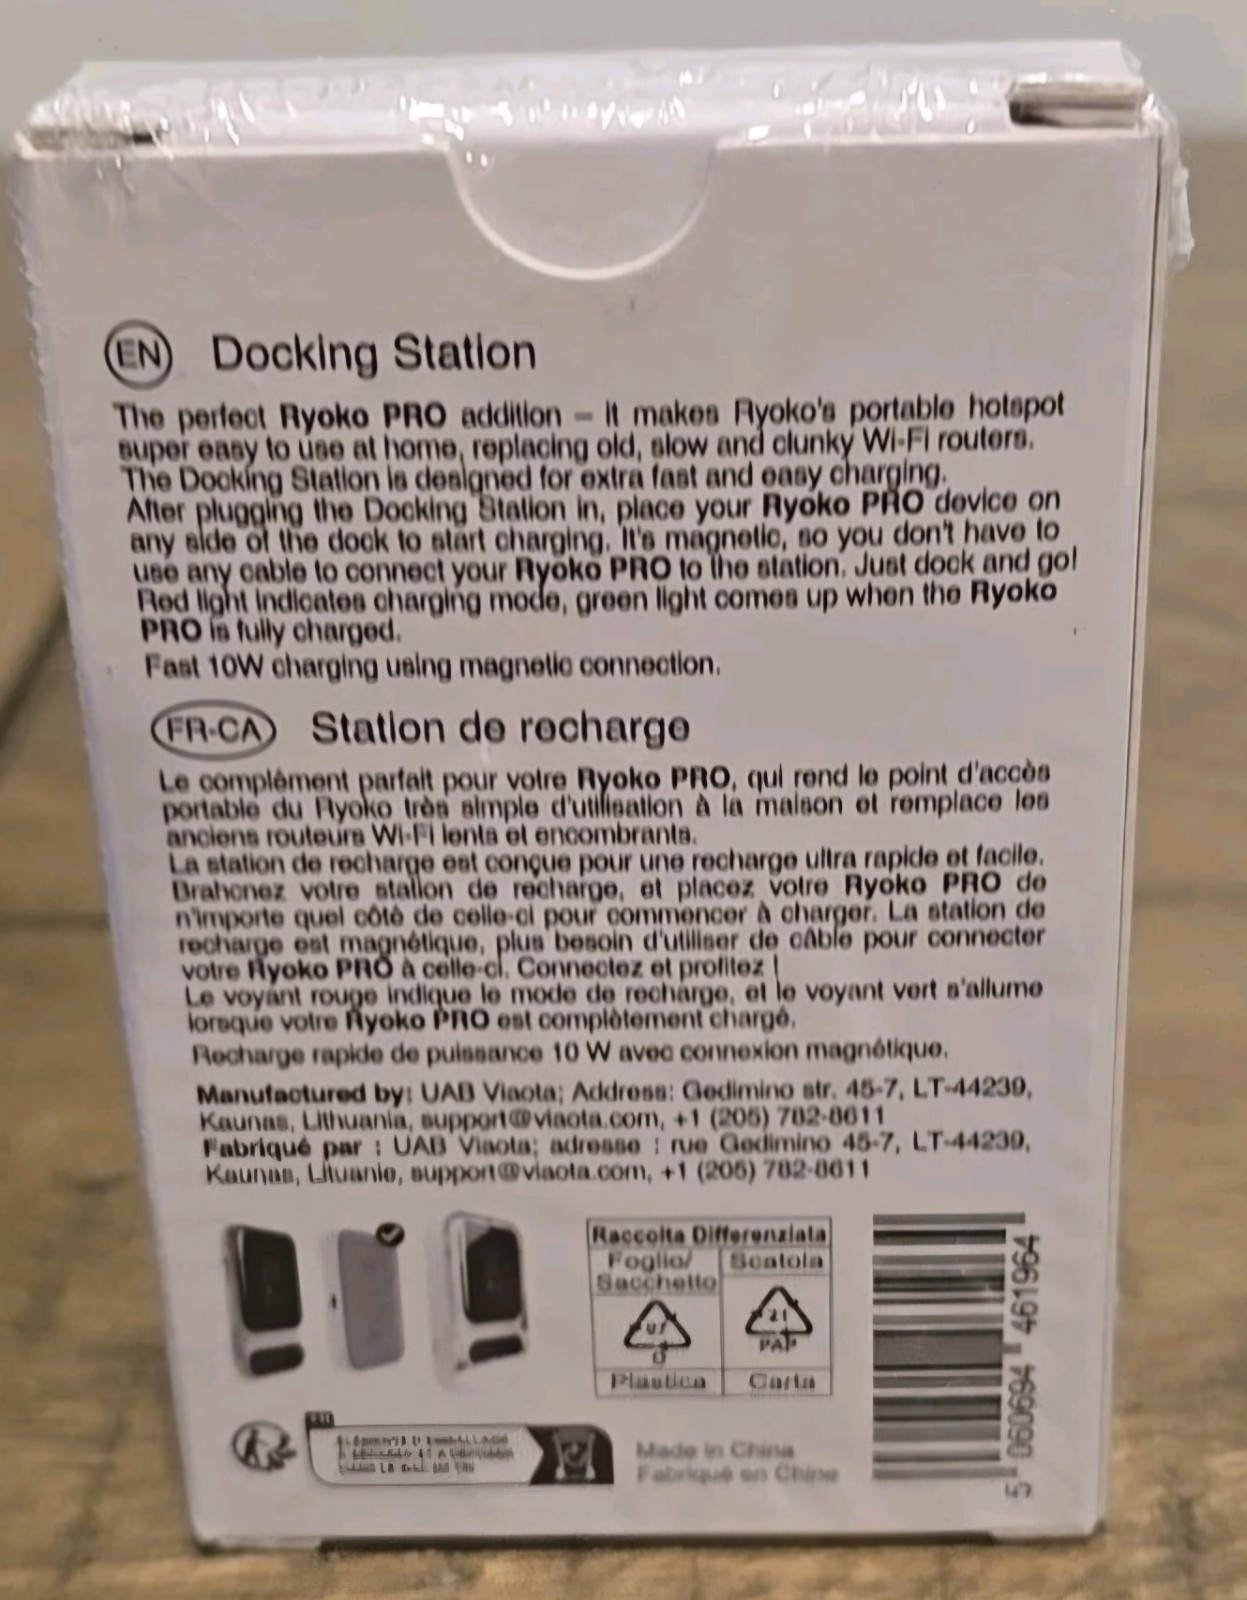 EN Docking Station
The perfect Ryoko PRO addition – it makes Ryoko's portable hotspot
super easy to use at home, replacing old, slow and clunky Wi-Fi routers.
The Docking Station is designed for extra fast and easy charging.
After plugging the Docking Station in, place your Ryoko PRO device on
any side of the dock to start charging. It's magnetic, so you don't have to
use any cable to connect your Ryoko PRO to the station. Just dock and go!
Red light indicates charging mode, green light comes up when the Ryoko
PRO is fully charged.
Fast 10W charging using magnetic connection.
FR-CA Station de recharge
Le complément parfait pour votre Ryoko PRO, qui rend le point d'accès
portable du Ryoko très simple d'utilisation à la maison et remplace les
anciens routeurs Wi-Fi lents et encombrants.
La station de recharge est conçue pour une recharge ultra rapide et facile.
Brahcnez votre station de recharge, et placez votre Ryoko PRO de
n'importe quel côté de celle-ci pour commencer à charger. La station de
recharge est magnétique, plus besoin d'utiliser de câble pour connecter
votre Ryoko PRO à celle-ci. Connectez et profitez !
Le voyant rouge indique le mode de recharge, et le voyant vert s'allume
lorsque votre Ryoko PRO est complètement chargé.
Recharge rapide de puissance 10 W avec connexion magnétique.
Manufactured by: UAB Viaota; Address: Gedimino str. 45-7, LT-44239,
Kaunas, Lithuania, support@viaota.com, +1 (205) 782-8611
Fabriqué par : UAB Viaota; adresse : rue Gedimino 45-7, LT-44239,
Kaunas, Lituanie, support@viaota.com, +1 (205) 782-8611
Raccolta Differenziata
Foglio/ Scatola
Sacchetto
21
PAP
Plastica Carta
Made in China
Fabriqué en Chine
5 060694 461964